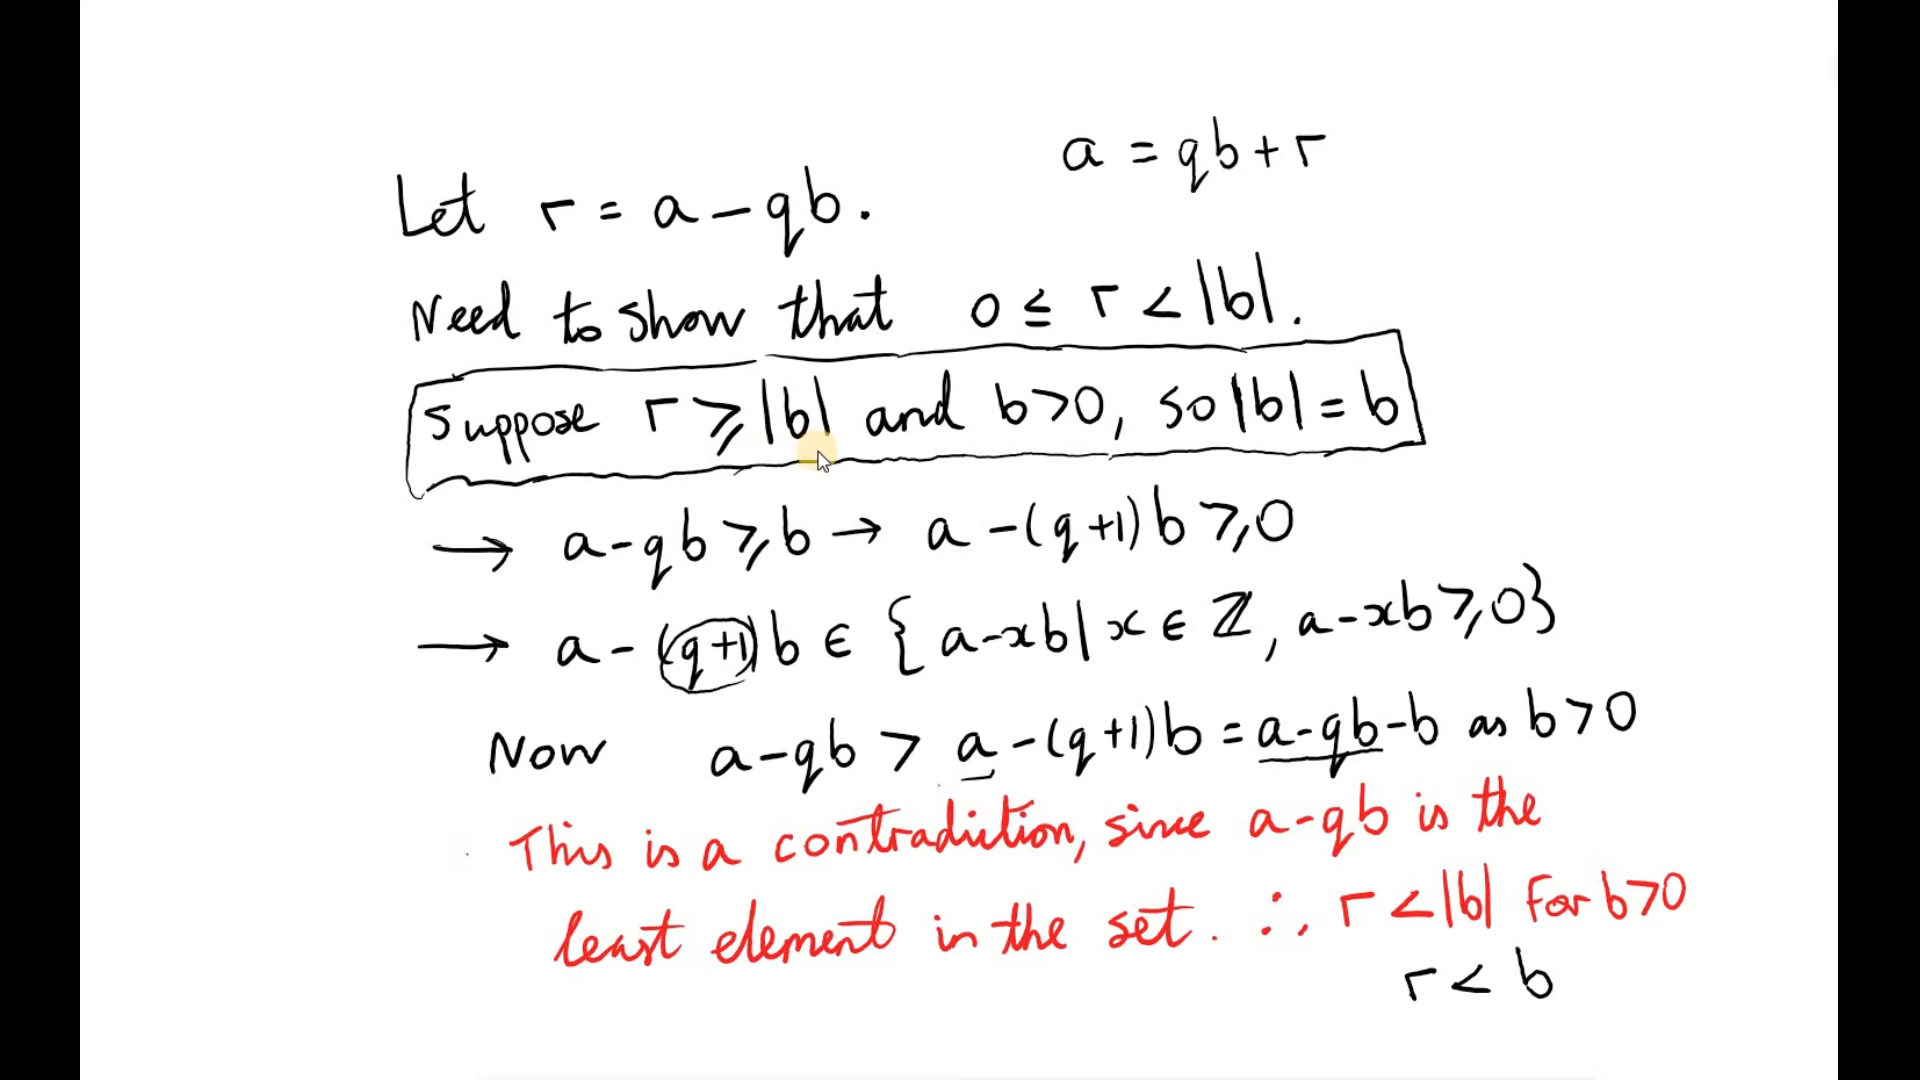 a = qb + r
Let r = a - qb.
Need to show that 0 ≤ r < |b|.
Suppose r ⩾ |b| and b>0, so |b| = b
→ a-qb ⩾ b → a-(q+1)b ⩾ 0
→ a-(q+1)b ∈ {a-xb | x ∈ ℤ, a-xb ⩾ 0}
Now a-qb > a-(q+1)b = a-qb-b as b>0
This is a contradiction, since a-qb is the
least element in the set. ∴ r < |b| for b>0
r < b